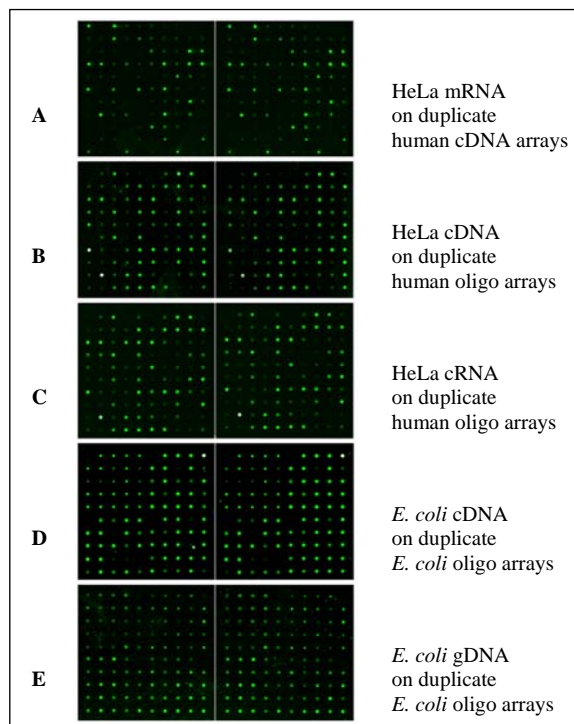 A
HeLa mRNA
on duplicate
human cDNA arrays
B
HeLa cDNA
on duplicate
human oligo arrays
C
HeLa cRNA
on duplicate
human oligo arrays
D
E. coli cDNA
on duplicate
E. coli oligo arrays
E
E. coli gDNA
on duplicate
E. coli oligo arrays